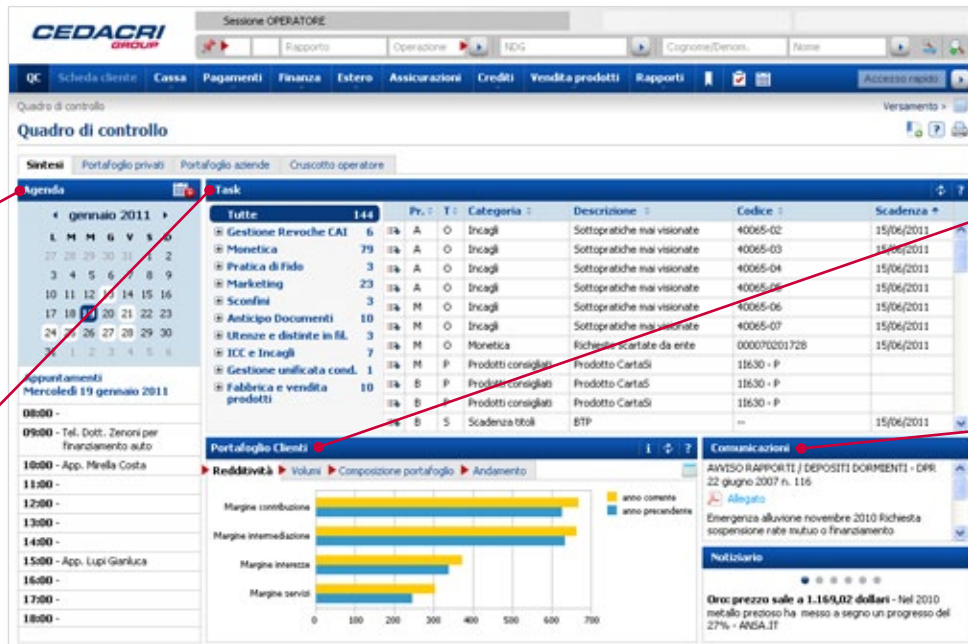 CEDACRI
GROUP
Sessione OPERATORE
Rapporto
Operazione
NDG
Cognome/Denom.
Nome
QC Scheda cliente Cassa Pagamenti Finanza Estero Assicurazioni Crediti Vendita prodotti Rapporti
Accesso rapido
Quadro di controllo
Versamento >
Quadro di controllo
Sintesi Portafoglio privati Portafoglio aziende Cruscotto operatore
Agenda
gennaio 2011
L M M G V S D
27 28 29 30 31 1 2
3 4 5 6 7 8 9
10 11 12 13 14 15 16
17 18 19 20 21 22 23
24 25 26 27 28 29 30
31 1 2 3 4 5 6
Appuntamenti
Mercoledì 19 gennaio 2011
08:00 -
09:00 - Tel. Dott. Zenoni per
finanziamento auto
10:00 - App. Mirella Costa
11:00 -
12:00 -
13:00 -
14:00 -
15:00 - App. Lupi Gianluca
16:00 -
17:00 -
18:00 -
Task
Tutte 144
Gestione Revoche CAI 6
Monetica 79
Pratica di Fido 3
Marketing 23
Sconfini 3
Anticipo Documenti 10
Utenze e distinte in fil. 3
ICC e Incagli 7
Gestione unificata cond. 1
Fabbrica e vendita 10
prodotti
Pr. T Categoria Descrizione Codice Scadenza
A O Incagli Sottopratiche mai visionate 40065-02 15/06/2011
A O Incagli Sottopratiche mai visionate 40065-03 15/06/2011
A O Incagli Sottopratiche mai visionate 40065-04 15/06/2011
A O Incagli Sottopratiche mai visionate 40065-05 15/06/2011
M O Incagli Sottopratiche mai visionate 40065-06 15/06/2011
M O Incagli Sottopratiche mai visionate 40065-07 15/06/2011
M O Monetica Richieste scartate da ente 000070201728 15/06/2011
M P Prodotti consigliati Prodotto CartaSi 11630 - P
B P Prodotti consigliati Prodotto CartaS 11630 - P
B P Prodotti consigliati Prodotto CartaSi 11630 - P
B S Scadenza titoli BTP -- 15/06/2011
Portafoglio Clienti
Redditività Volumi Composizione portafoglio Andamento
Margine contribuzione
Margine intermediazione
Margine interessi
Margine servizi
0 100 200 300 400 500 600 700
anno corrente
anno precendente
Comunicazioni
AVVISO RAPPORTI / DEPOSITI DORMIENTI - DPR
22 giugno 2007 n. 116
Allegato
Emergenza alluvione novembre 2010 Richiesta
sospensione rate mutuo o finanziamento
Notiziario
Oro: prezzo sale a 1.169,02 dollari - Nel 2010
metallo prezioso ha messo a segno un progresso del
27% - ANSA.IT